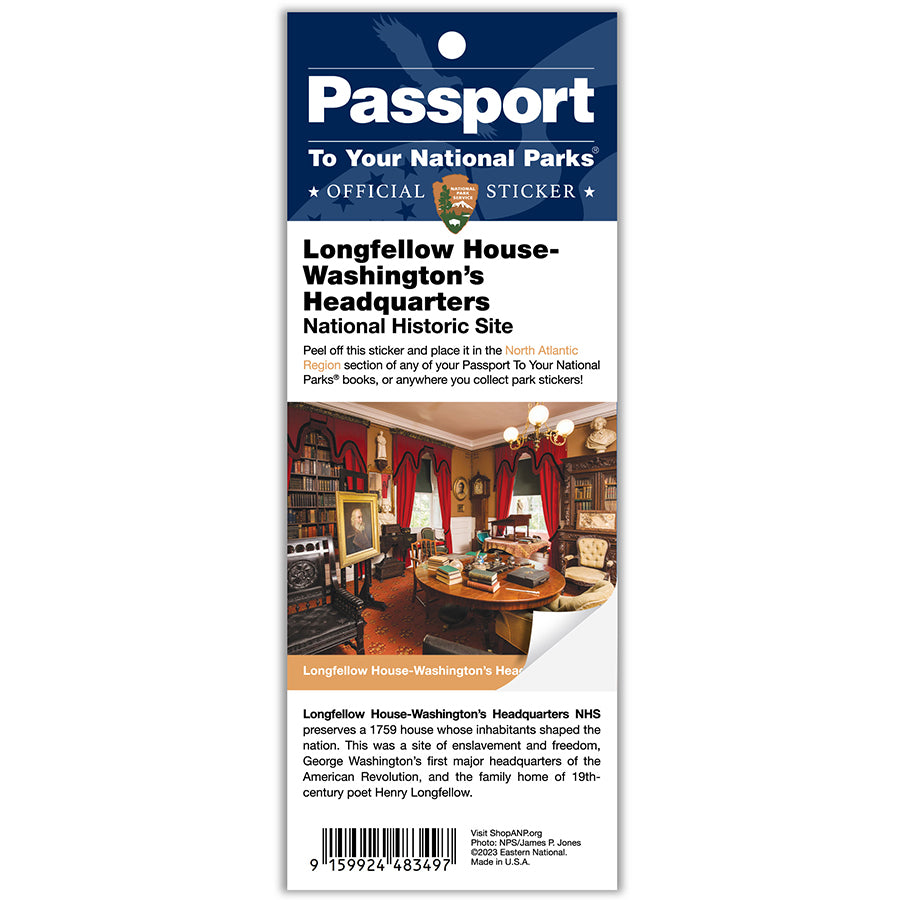 Passport
To Your National Parks®
★ OFFICIAL STICKER ★
NATIONAL
PARK
SERVICE
Longfellow House-
Washington's
Headquarters
National Historic Site
Peel off this sticker and place it in the North Atlantic
Region section of any of your Passport To Your National
Parks® books, or anywhere you collect park stickers!
Longfellow House-Washington's Hea
Longfellow House-Washington's Headquarters NHS
preserves a 1759 house whose inhabitants shaped the
nation. This was a site of enslavement and freedom,
George Washington's first major headquarters of the
American Revolution, and the family home of 19th-
century poet Henry Longfellow.
Visit ShopANP.org
Photo: NPS/James P. Jones
©2023 Eastern National.
Made in U.S.A.
9 159924 483497